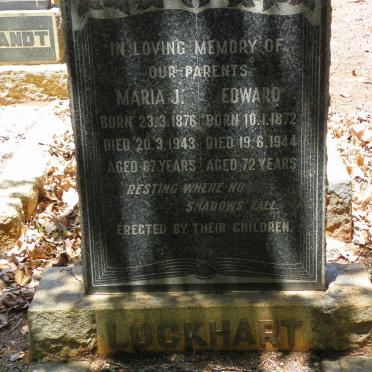 ANDT
IN LOVING MEMORY OF
OUR PARENTS
MARIA J. EDWARD
BORN 23.3.1876 BORN 10.1.1872
DIED 20.3.1943 DIED 19.6.1944
AGED 67 YEARS AGED 72 YEARS
RESTING WHERE NO
SHADOWS FALL.
ERECTED BY THEIR CHILDREN.
LOCKHART